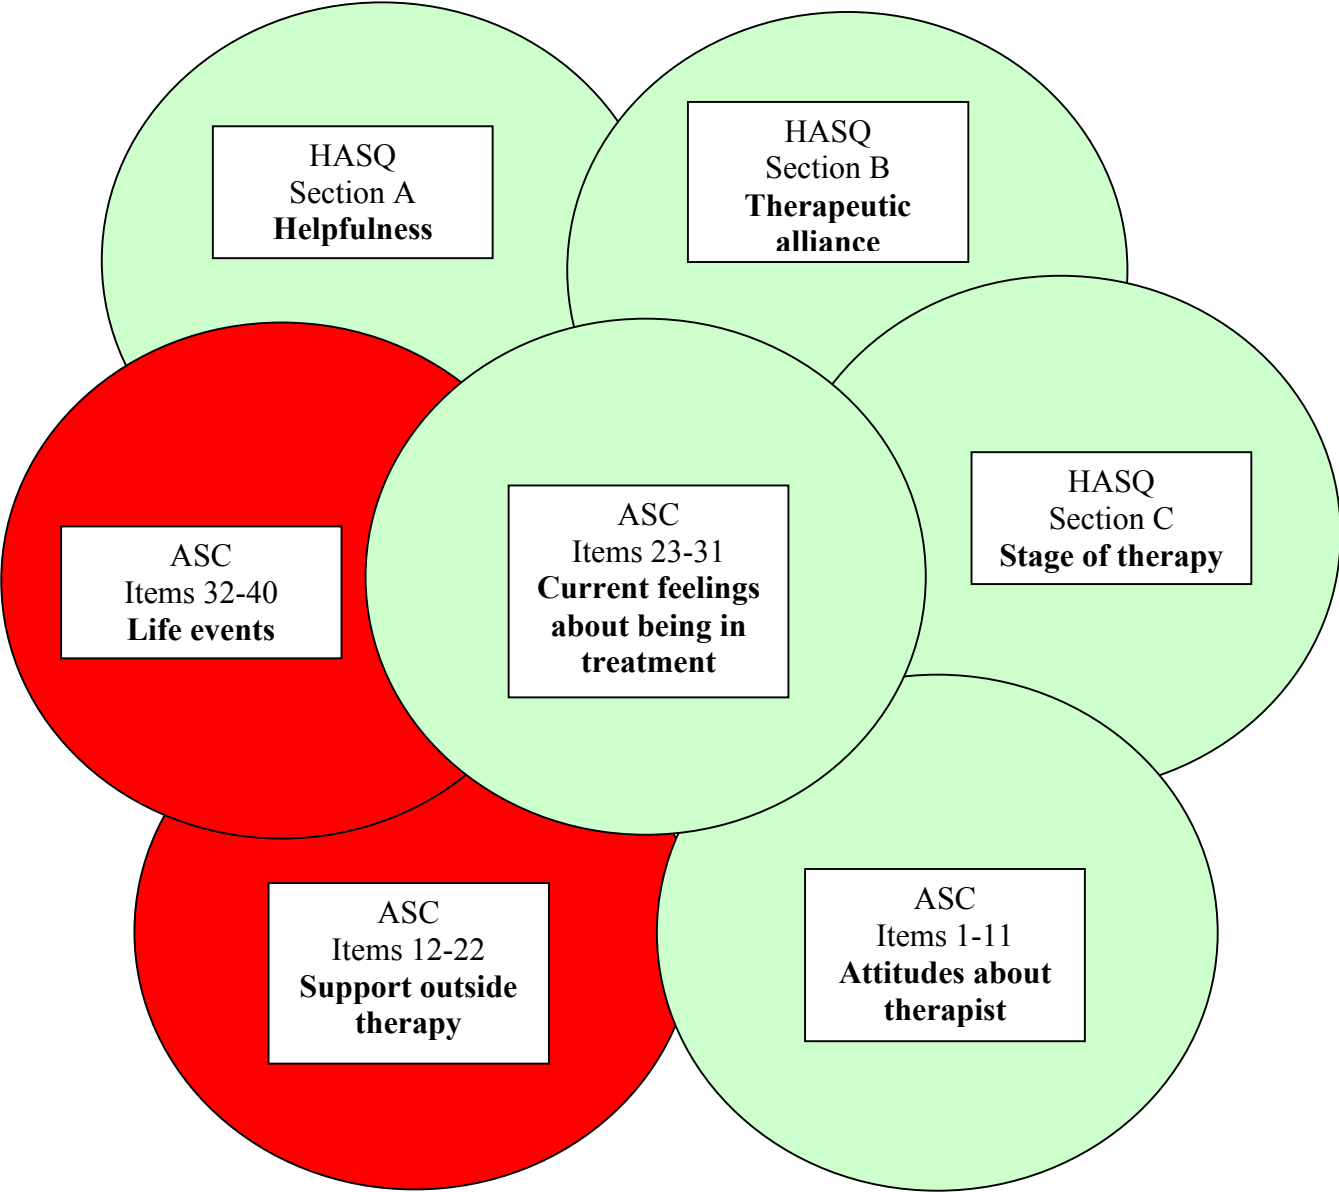 HASQ
Section A
Helpfulness
HASQ
Section B
Therapeutic
alliance
HASQ
Section C
Stage of therapy
ASC
Items 32-40
Life events
ASC
Items 23-31
Current feelings
about being in
treatment
ASC
Items 12-22
Support outside
therapy
ASC
Items 1-11
Attitudes about
therapist